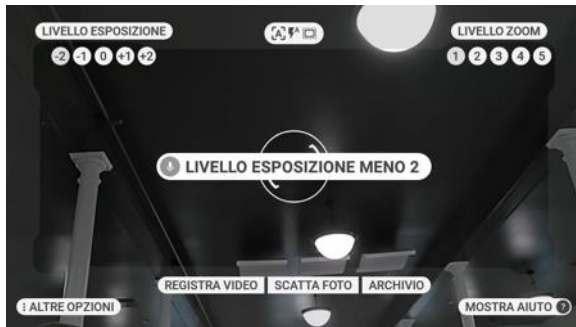 LIVELLO ESPOSIZIONE
-2 -1 0 +1 +2
[A] A
LIVELLO ZOOM
1 2 3 4 5
LIVELLO ESPOSIZIONE MENO 2
REGISTRA VIDEO SCATTA FOTO ARCHIVIO
ALTRE OPZIONI
MOSTRA AIUTO ?